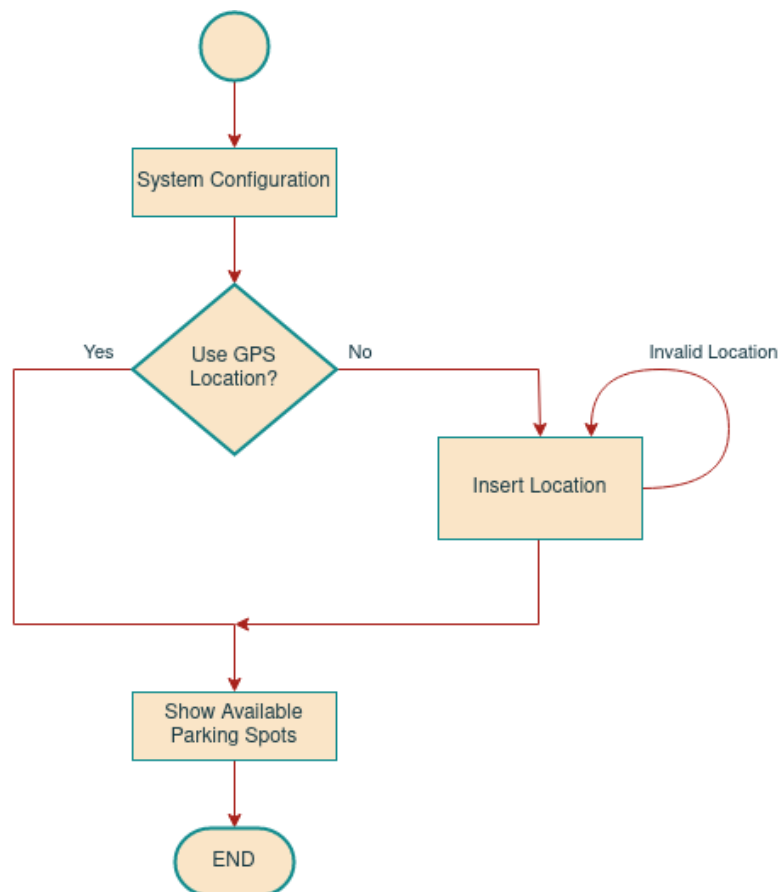 System Configuration
Use GPS
Location?
Yes
No
Invalid Location
Insert Location
Show Available
Parking Spots
END